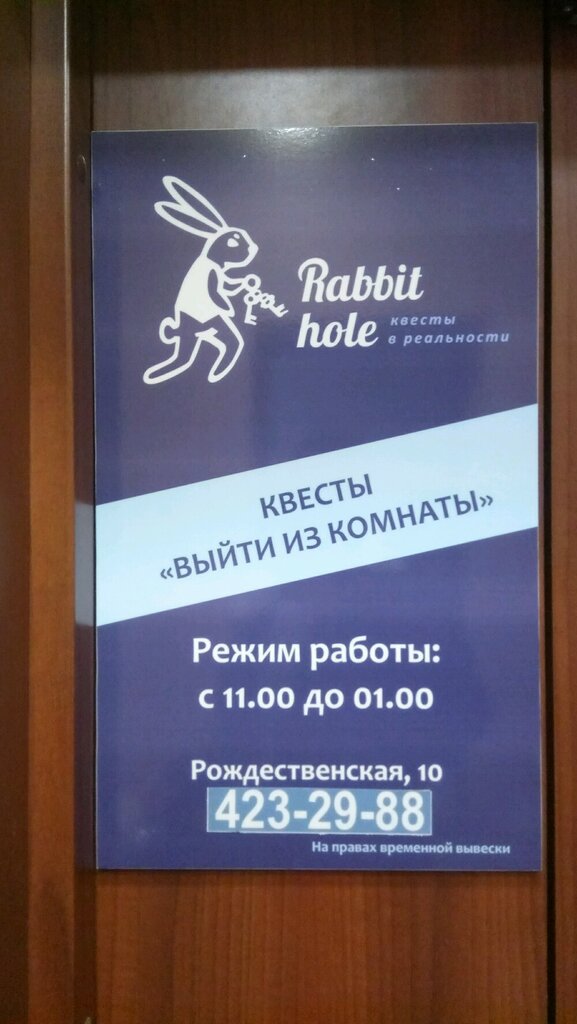 Rabbit
hole
квесты
в реальности
КВЕСТЫ
«ВЫЙТИ ИЗ КОМНАТЫ»
Режим работы:
с 11.00 до 01.00
Рождественская, 10
423-29-88
На правах временной вывески